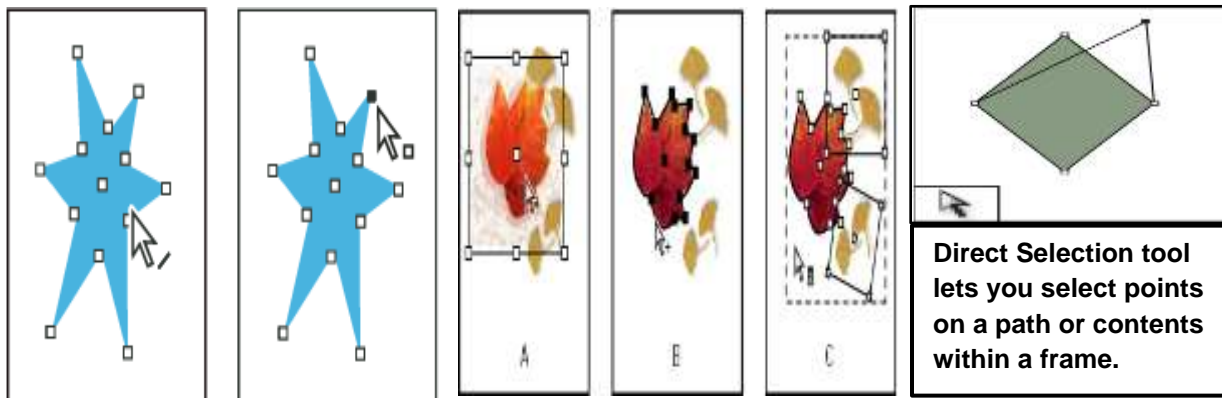 A
B
C
Direct Selection tool
lets you select points
on a path or contents
within a frame.